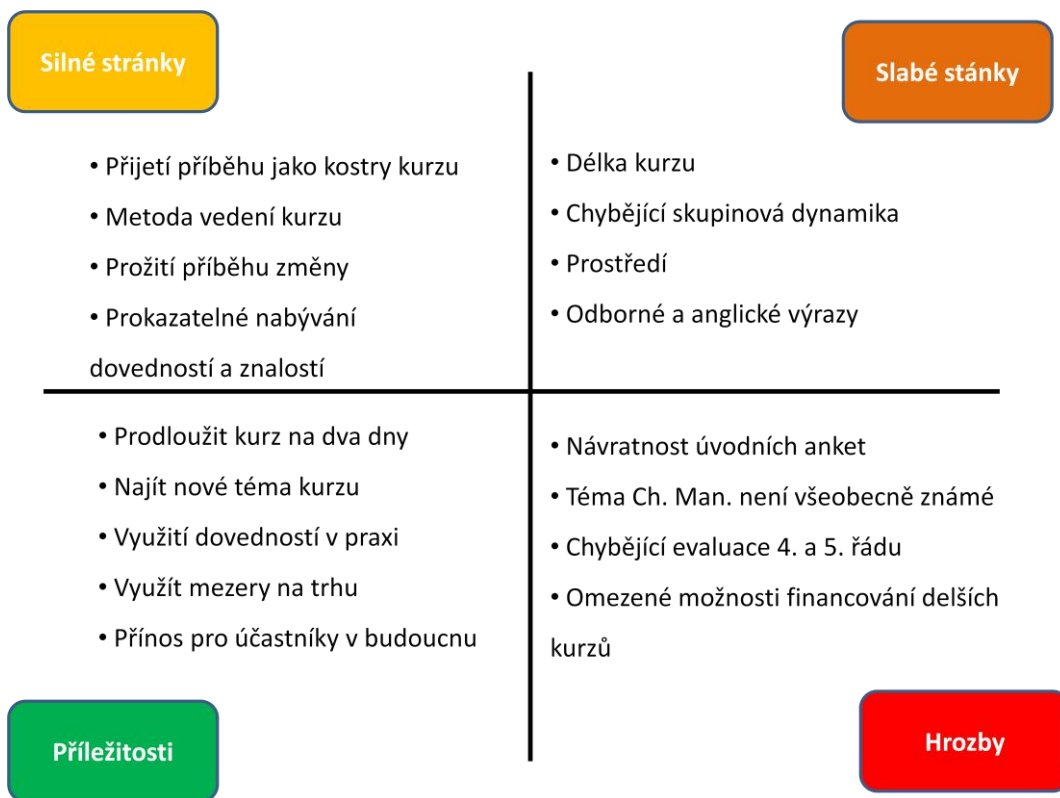 Silné stránky
• Přijetí příběhu jako kostry kurzu
• Metoda vedení kurzu
• Prožití příběhu změny
• Prokazatelné nabývání
dovedností a znalostí
Slabé stánky
• Délka kurzu
• Chybějící skupinová dynamika
• Prostředí
• Odborné a anglické výrazy
• Prodloužit kurz na dva dny
• Najít nové téma kurzu
• Využití dovedností v praxi
• Využít mezery na trhu
• Přínos pro účastníky v budoucnu
Příležitosti
• Návratnost úvodních anket
• Téma Ch. Man. není všeobecně známé
• Chybějící evaluace 4. a 5. řádu
• Omezené možnosti financování delších
kurzů
Hrozby